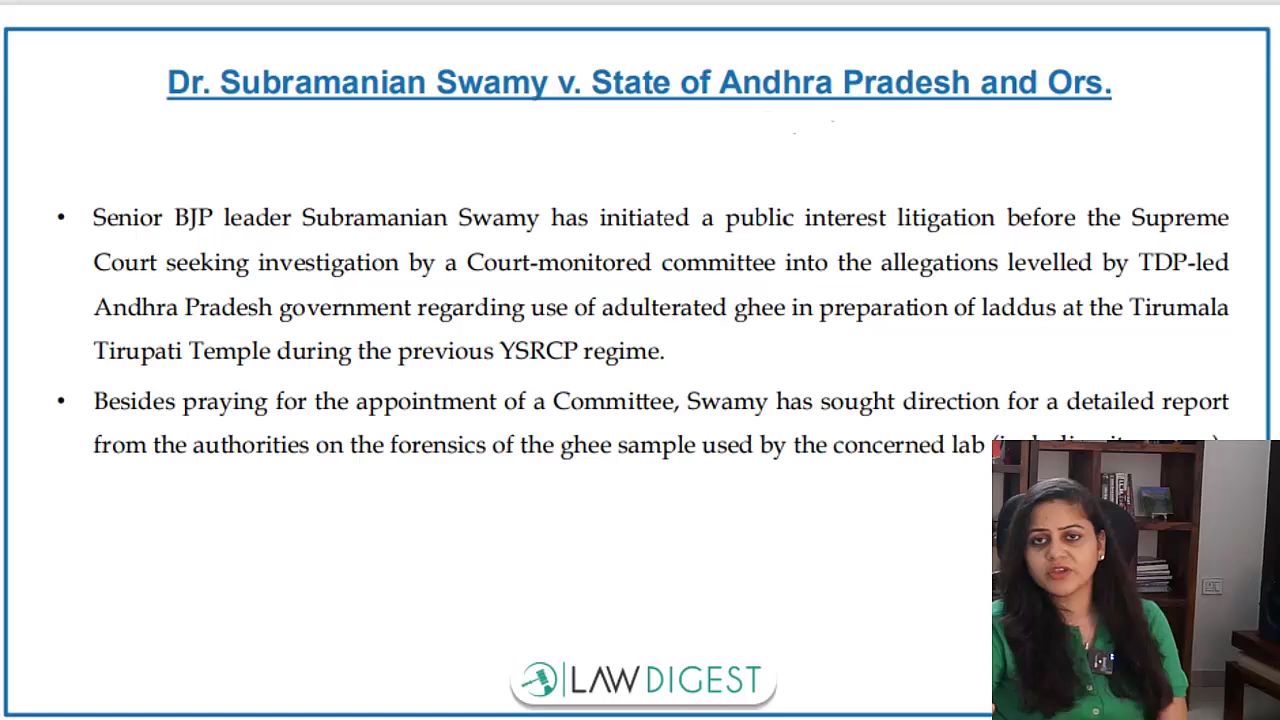 Dr. Subramanian Swamy v. State of Andhra Pradesh and Ors.
• Senior BJP leader Subramanian Swamy has initiated a public interest litigation before the Supreme
Court seeking investigation by a Court-monitored committee into the allegations levelled by TDP-led
Andhra Pradesh government regarding use of adulterated ghee in preparation of laddus at the Tirumala
Tirupati Temple during the previous YSRCP regime.
• Besides praying for the appointment of a Committee, Swamy has sought direction for a detailed report
from the authorities on the forensics of the ghee sample used by the concerned lab
LAW DIGEST